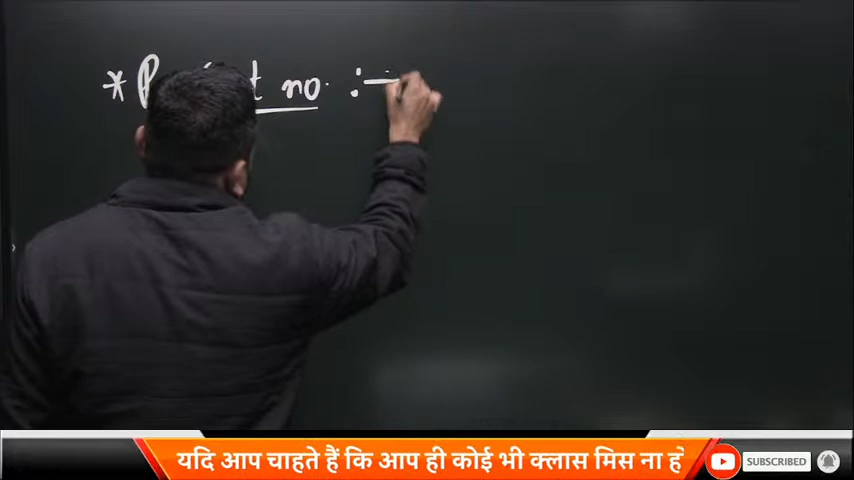 * no. :-
यदि आप चाहते हैं कि आप ही कोई भी क्लास मिस ना हो
SUBSCRIBED